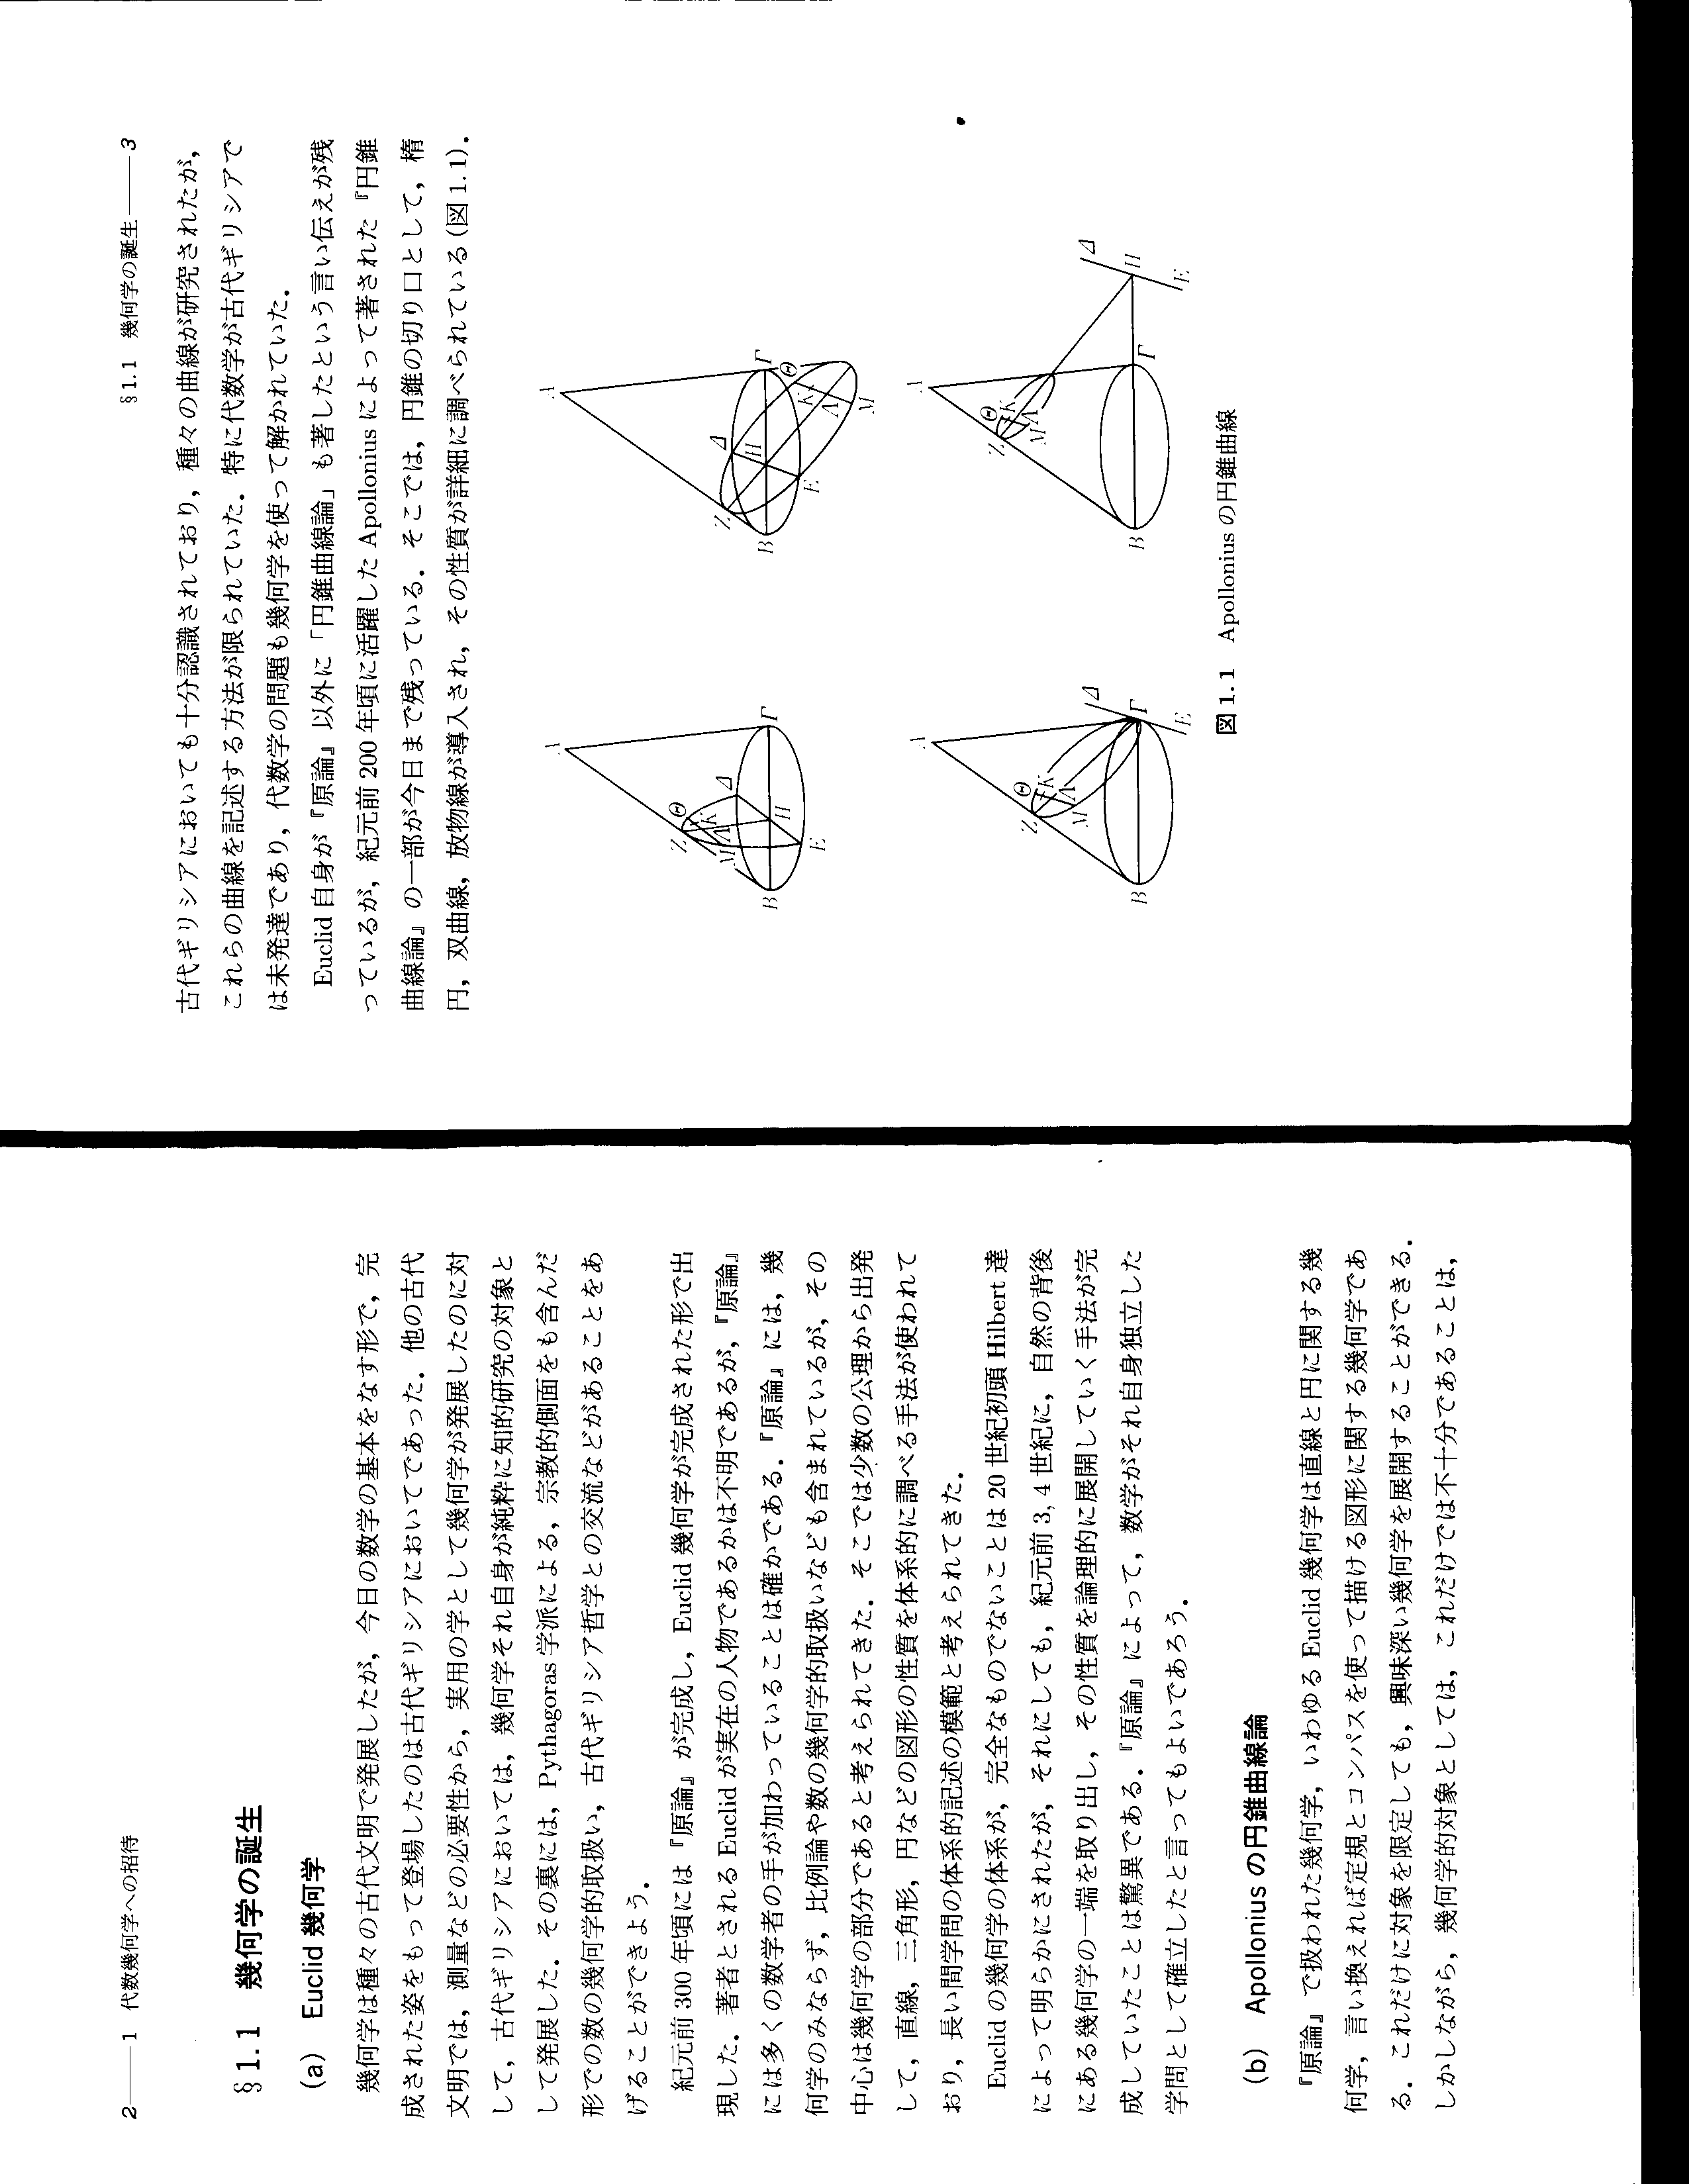 2——1 代数幾何学への招待
§1.1 幾何学の誕生
(a) Euclid 幾何学
幾何学は種々の古代文明で発展したが，今日の数学の基本をなす形で，完
成された姿をもって登場したのは古代ギリシアにおいてであった．他の古代
文明では，測量などの必要性から，実用の学として幾何学が発展したのに対
して，古代ギリシアにおいては，幾何学それ自身が純粋に知的研究の対象と
して発展した．その裏には，Pythagoras 学派による，宗教的側面をも含んだ
形での数の幾何学的取扱い，古代ギリシア哲学との交流などがあることをあ
げることができよう．
紀元前 300 年頃には『原論』が完成し，Euclid 幾何学が完成された形で出
現した．著者とされる Euclid が実在の人物であるかは不明であるが，『原論』
には多くの数学者の手が加わっていることは確かである．『原論』には，幾
何学のみならず，比例論や数の幾何学的取扱いなども含まれているが，その
中心は幾何学の部分であると考えられてきた．そこでは少数の公理から出発
して，直線，三角形，円などの図形の性質を体系的に調べる手法が使われて
おり，長い間学問の体系的記述の模範と考えられてきた．
Euclid の幾何学の体系が，完全なものでないことは 20 世紀初頭 Hilbert 達
によって明らかにされたが，それにしても，紀元前 3, 4 世紀に，自然の背後
にある幾何学の一端を取り出し，その性質を論理的に展開していく手法が完
成していたことは驚異である．『原論』によって，数学がそれ自身独立した
学問として確立したと言ってもよいであろう．
(b) Apollonius の円錐曲線論
『原論』で扱われた幾何学，いわゆる Euclid 幾何学は直線と円に関する幾
何学，言い換えれば定規とコンパスを使って描ける図形に関する幾何学であ
る．これだけに対象を限定しても，興味深い幾何学を展開することができる．
しかしながら，幾何学的対象としては，これだけでは不十分であることは，
§1.1 幾何学の誕生——3
古代ギリシアにおいても十分認識されており，種々の曲線が研究されたが，
これらの曲線を記述する方法が限られていた．特に代数学が古代ギリシアで
は未発達であり，代数学の問題も幾何学を使って解かれていた．
Euclid 自身が『原論』以外に「円錐曲線論」も著したという言い伝えが残
っているが，紀元前 200 年頃に活躍した Apollonius によって著された『円錐
曲線論』の一部が今日まで残っている．そこでは，円錐の切り口として，楕
円，双曲線，放物線が導入され，その性質が詳細に調べられている(図 1.1)．
A
Z
Θ
K
Λ
M
Δ
H
B
Γ
E
A
Z
Δ
H
B
Γ
Θ
K
Λ
M
E
A
Z
Θ
K
Λ
M
Δ
B
Γ
E
A
Z
Θ
K
Λ
M
Δ
B
Γ
H
E
図 1.1 Apollonius の円錐曲線